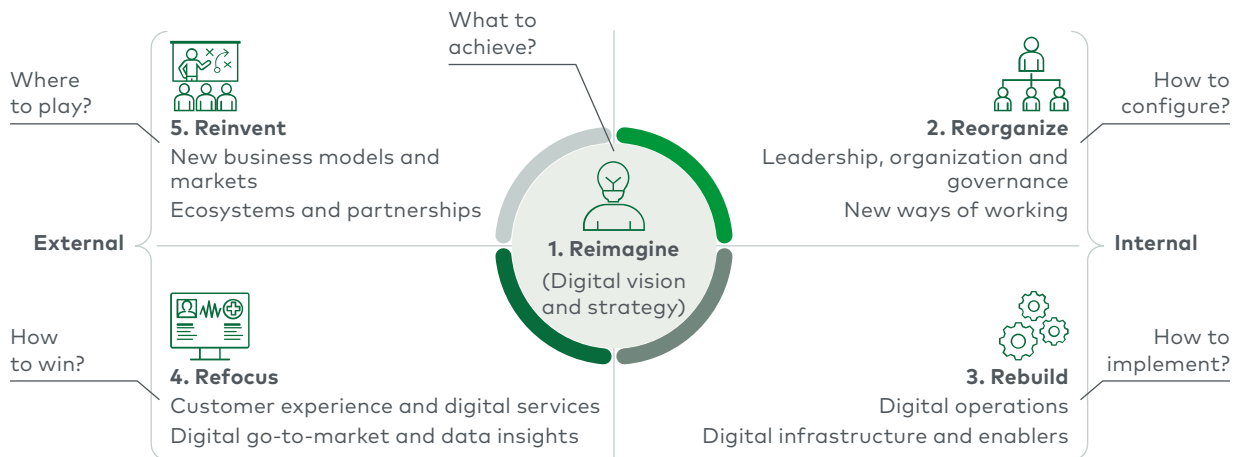 What to
achieve?
Where
to play?
5. Reinvent
New business models and
markets
Ecosystems and partnerships
How to
configure?
2. Reorganize
Leadership, organization and
governance
New ways of working
External
1. Reimagine
(Digital vision
and strategy)
Internal
How
to win?
4. Refocus
Customer experience and digital services
Digital go-to-market and data insights
How to
implement?
3. Rebuild
Digital operations
Digital infrastructure and enablers